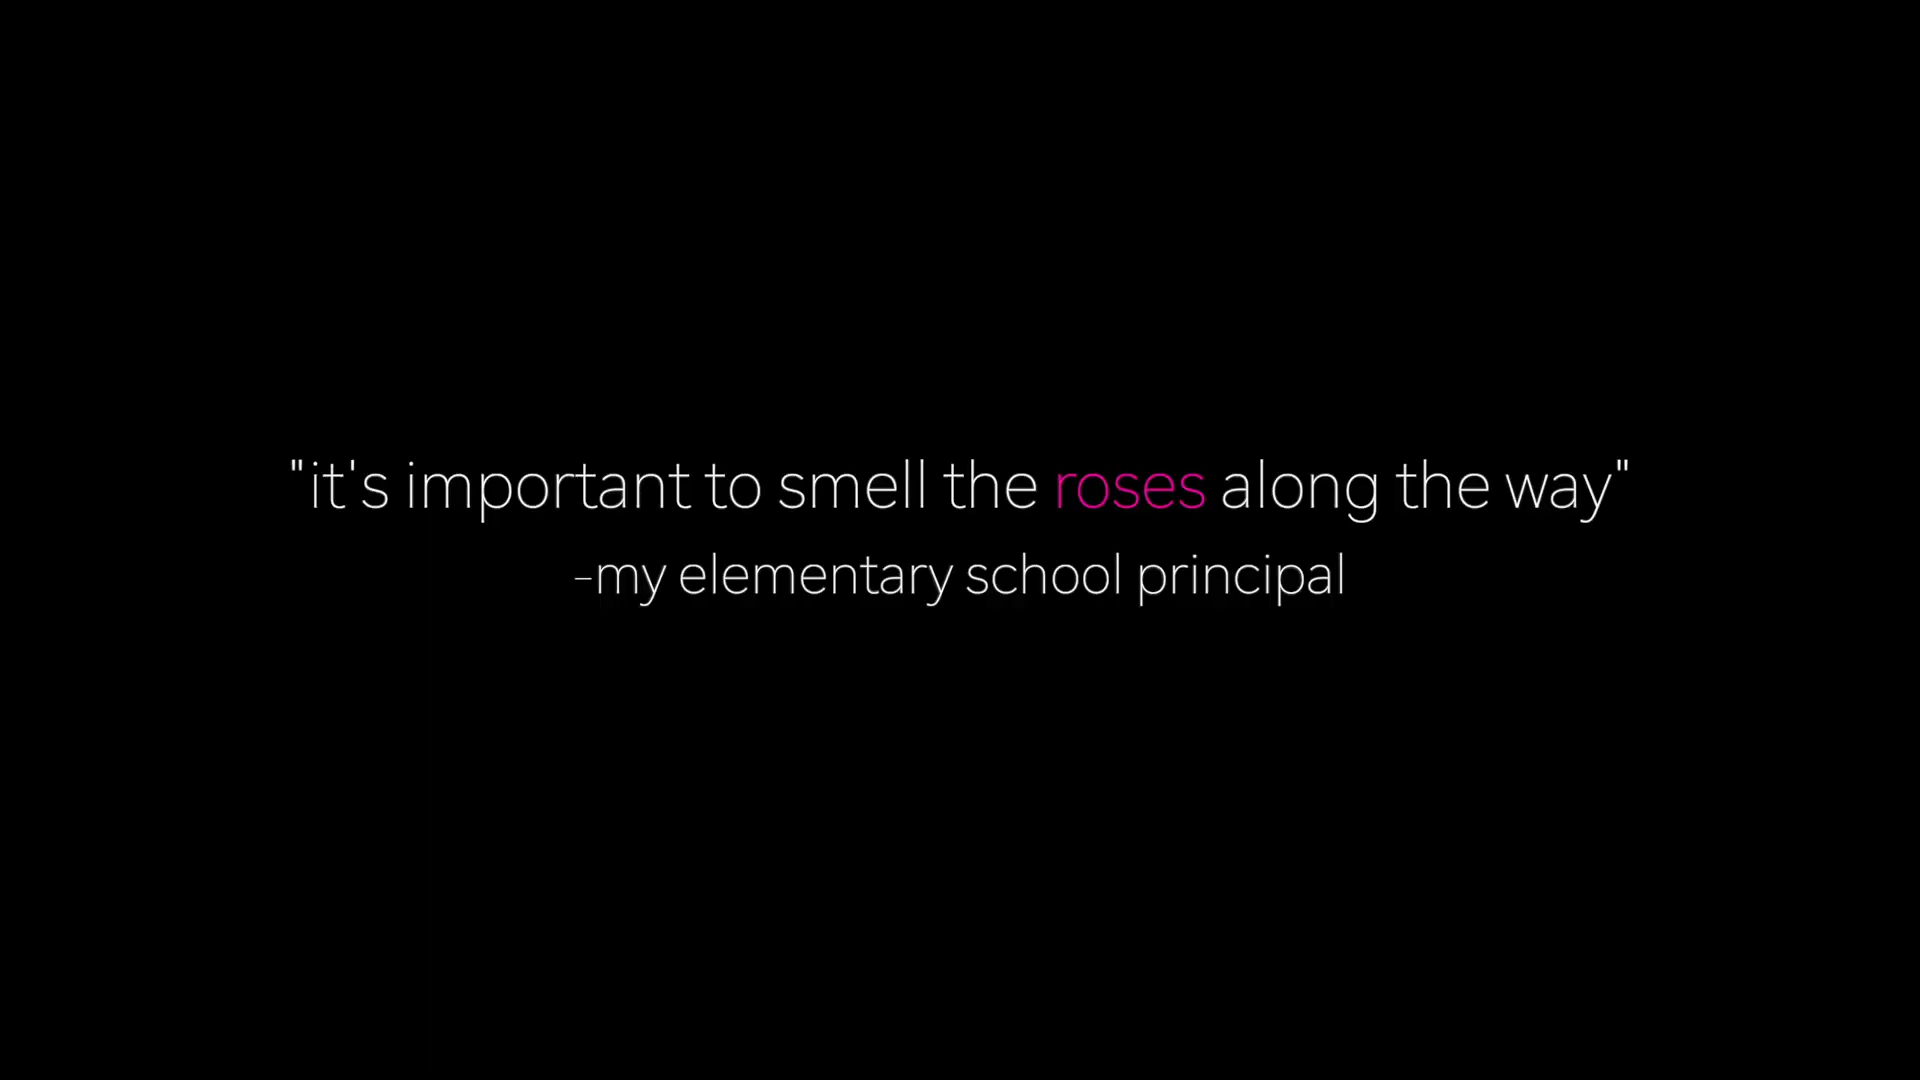 "it's important to smell the roses along the way"
-my elementary school principal